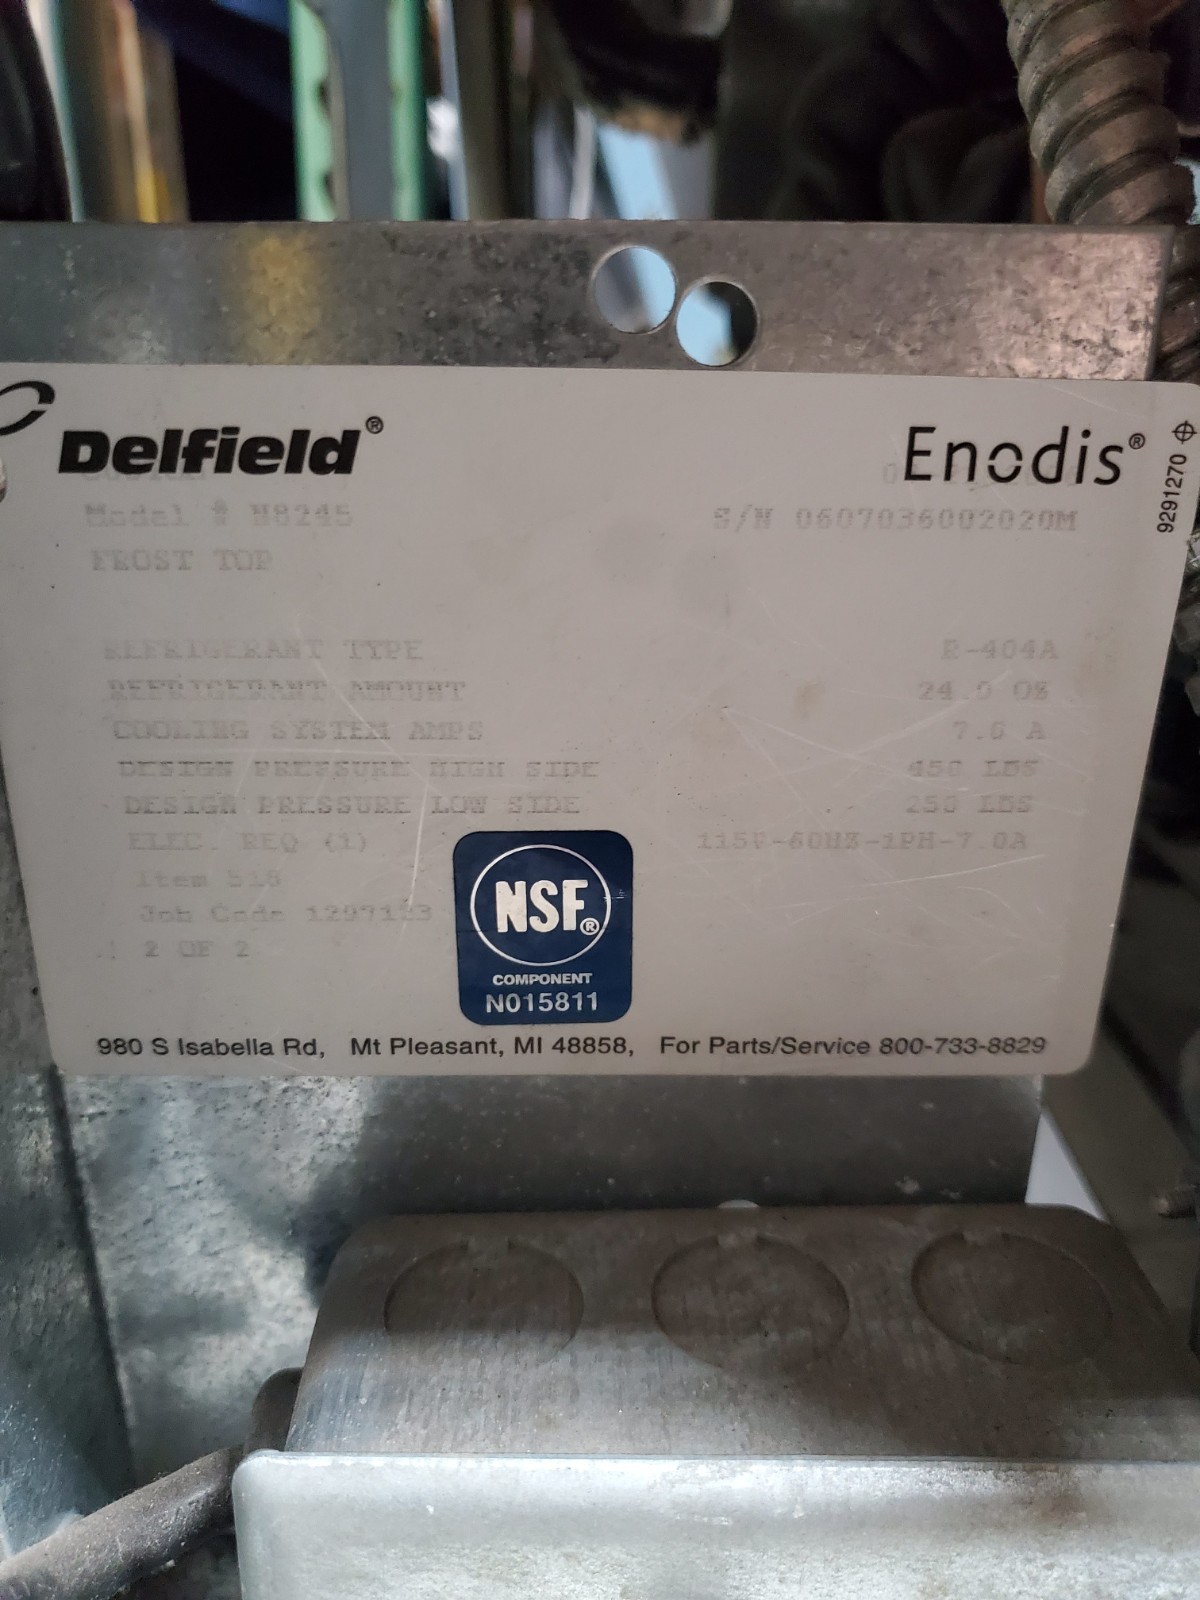 Delfield®
Enodis®
9291270
Model # N8245
S/N 0607036002020M
FROST TOP
REFRIGERANT TYPE R-404A
REFRIGERANT AMOUNT 24.0 OZ
COOLING SYSTEM AMPS A
DESIGN PRESSURE HIGH SIDE 450 LBS
DESIGN PRESSURE LOW SIDE 250 LBS
ELEC. REQ (1) 115V-60HZ-1PH-7.0A
Item 518
Job Code
2 OF 2
NSF®
COMPONENT
N015811
980 S Isabella Rd, Mt Pleasant, MI 48858, For Parts/Service 800-733-8829